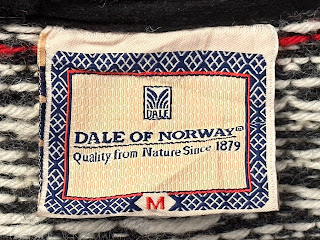 DALE
DALE OF NORWAY®
Quality from Nature Since 1879
M